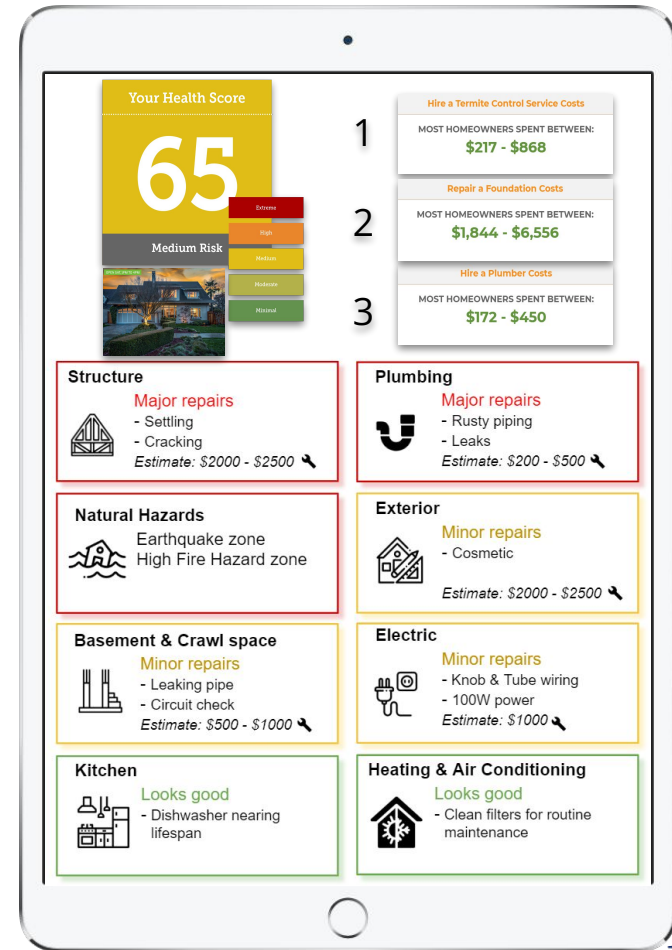 Your Health Score
65
Medium Risk
Extreme
High
Medium
Moderate
Minimal
1
Hire a Termite Control Service Costs
MOST HOMEOWNERS SPENT BETWEEN:
$217 - $868
2
Repair a Foundation Costs
MOST HOMEOWNERS SPENT BETWEEN:
$1,844 - $6,556
3
Hire a Plumber Costs
MOST HOMEOWNERS SPENT BETWEEN:
$172 - $450
Structure
Major repairs
- Settling
- Cracking
Estimate: $2000 - $2500
Plumbing
Major repairs
- Rusty piping
- Leaks
Estimate: $200 - $500
Natural Hazards
Earthquake zone
High Fire Hazard zone
Exterior
Minor repairs
- Cosmetic
Estimate: $2000 - $2500
Basement & Crawl space
Minor repairs
- Leaking pipe
- Circuit check
Estimate: $500 - $1000
Electric
Minor repairs
- Knob & Tube wiring
- 100W power
Estimate: $1000
Kitchen
Looks good
- Dishwasher nearing
lifespan
Heating & Air Conditioning
Looks good
- Clean filters for routine
maintenance